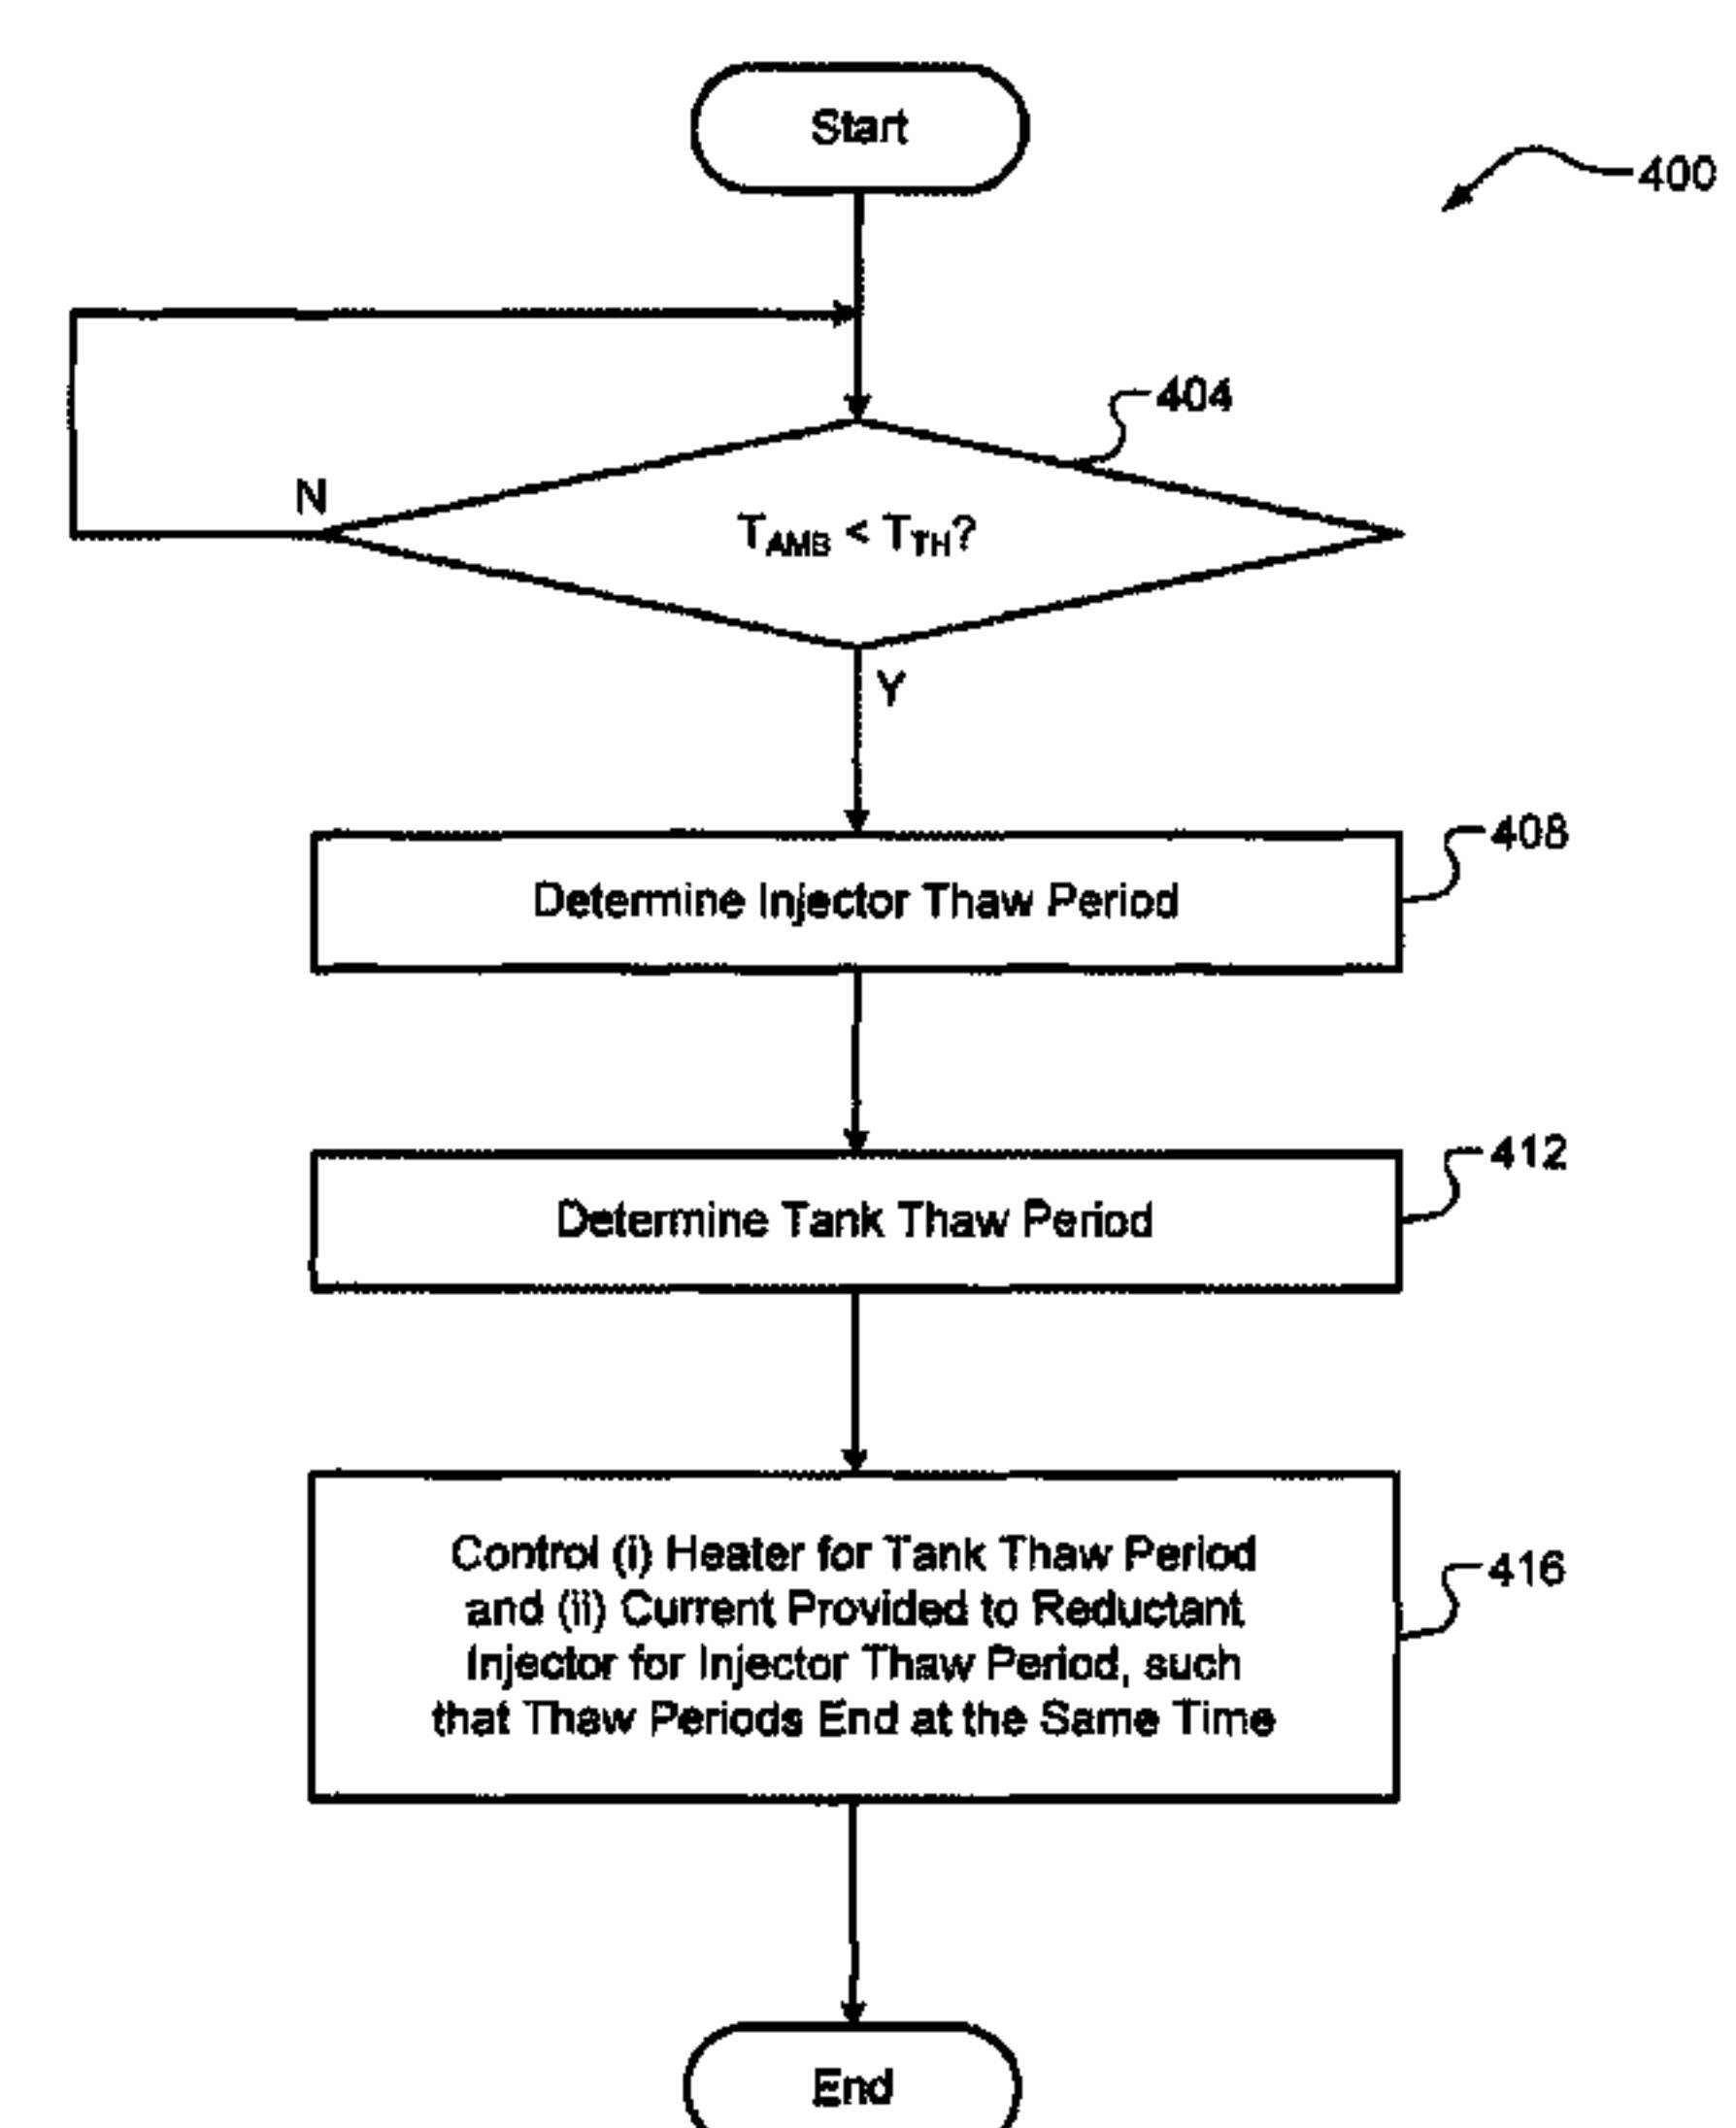 Start
400
404
N
T_AMB < T_TH?
Y
408
Determine Injector Thaw Period
412
Determine Tank Thaw Period
Control (i) Heater for Tank Thaw Period
and (ii) Current Provided to Reductant
Injector for Injector Thaw Period, such
that Thaw Periods End at the Same Time
416
End